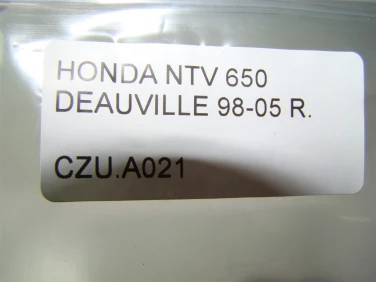 HONDA NTV 650
DEAUVILLE 98-05 R.
CZU.A021